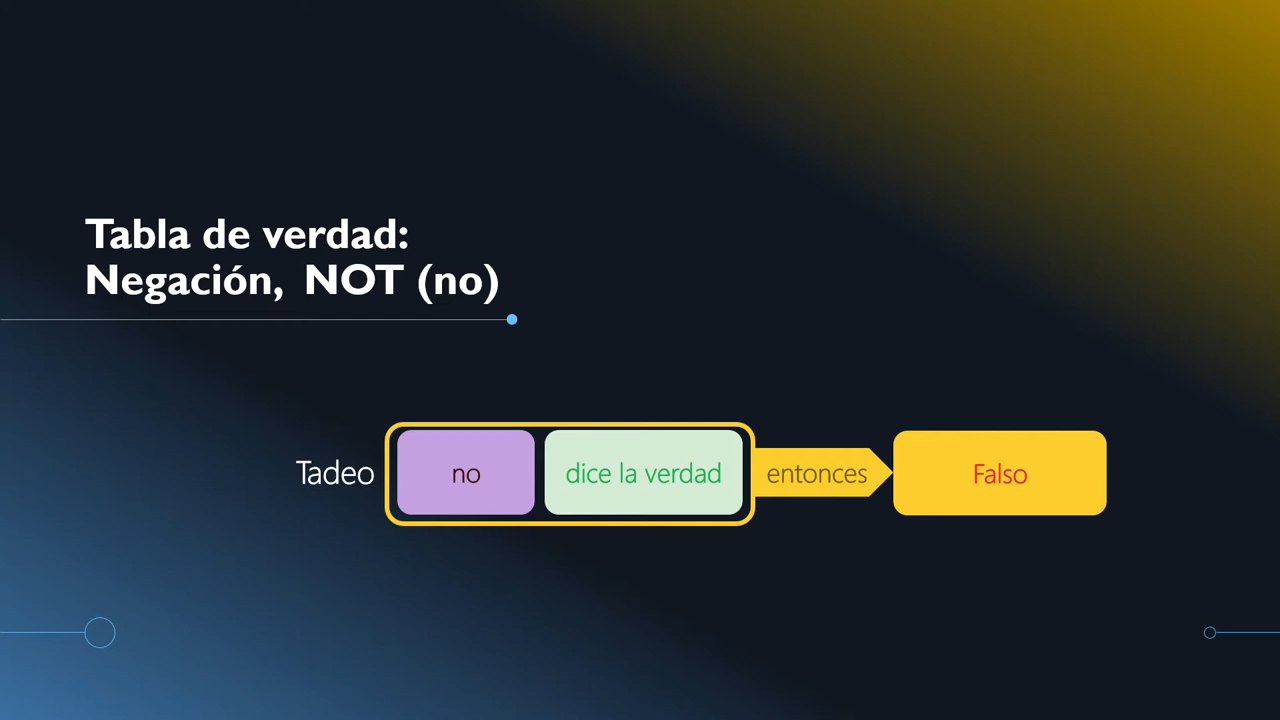 Tabla de verdad:
Negación, NOT (no)
Tadeo no dice la verdad entonces Falso